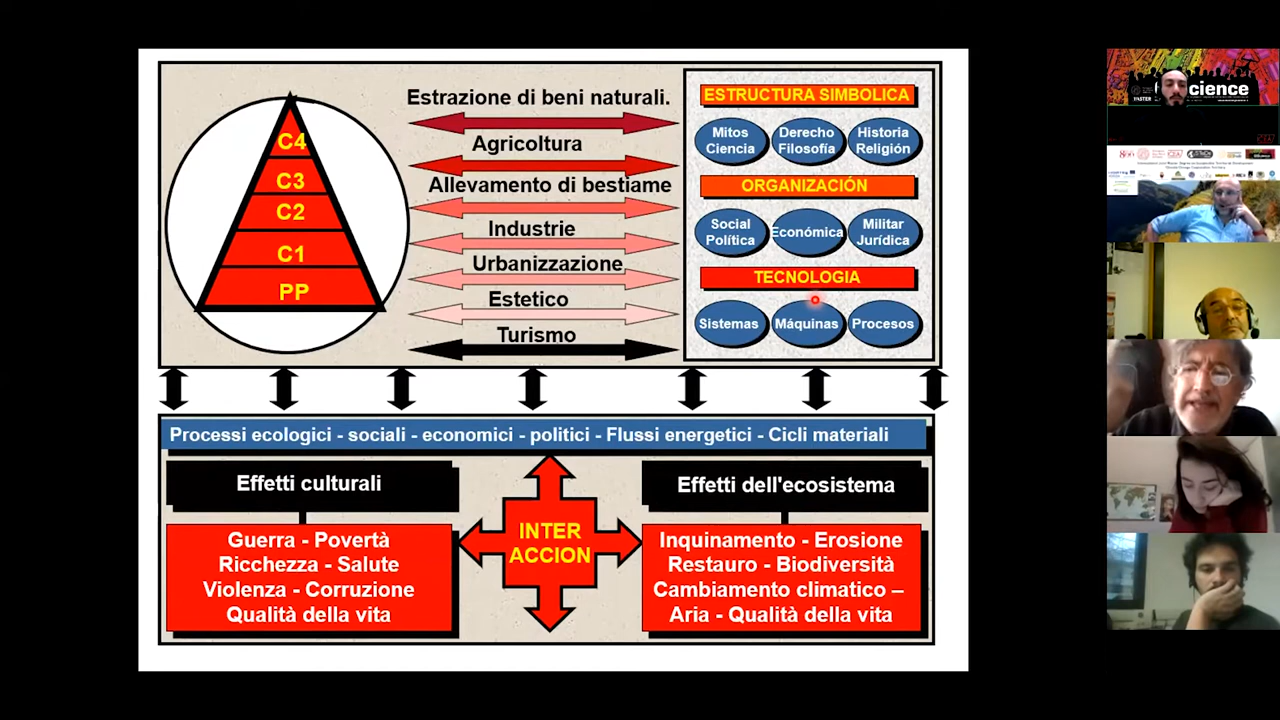 C4
C3
C2
C1
PP
Estrazione di beni naturali.
Agricoltura
Allevamento di bestiame
Industrie
Urbanizzazione
Estetico
Turismo
ESTRUCTURA SIMBOLICA
Mitos
Ciencia
Derecho
Filosofía
Historia
Religión
ORGANIZACIÓN
Social
Política
Económica
Militar
Jurídica
TECNOLOGIA
Sistemas
Máquinas
Procesos
Processi ecologici - sociali - economici - politici - Flussi energetici - Cicli materiali
Effetti culturali
Guerra - Povertà
Ricchezza - Salute
Violenza - Corruzione
Qualità della vita
INTER
ACCION
Effetti dell'ecosistema
Inquinamento - Erosione
Restauro - Biodiversità
Cambiamento climatico –
Aria - Qualità della vita
cience